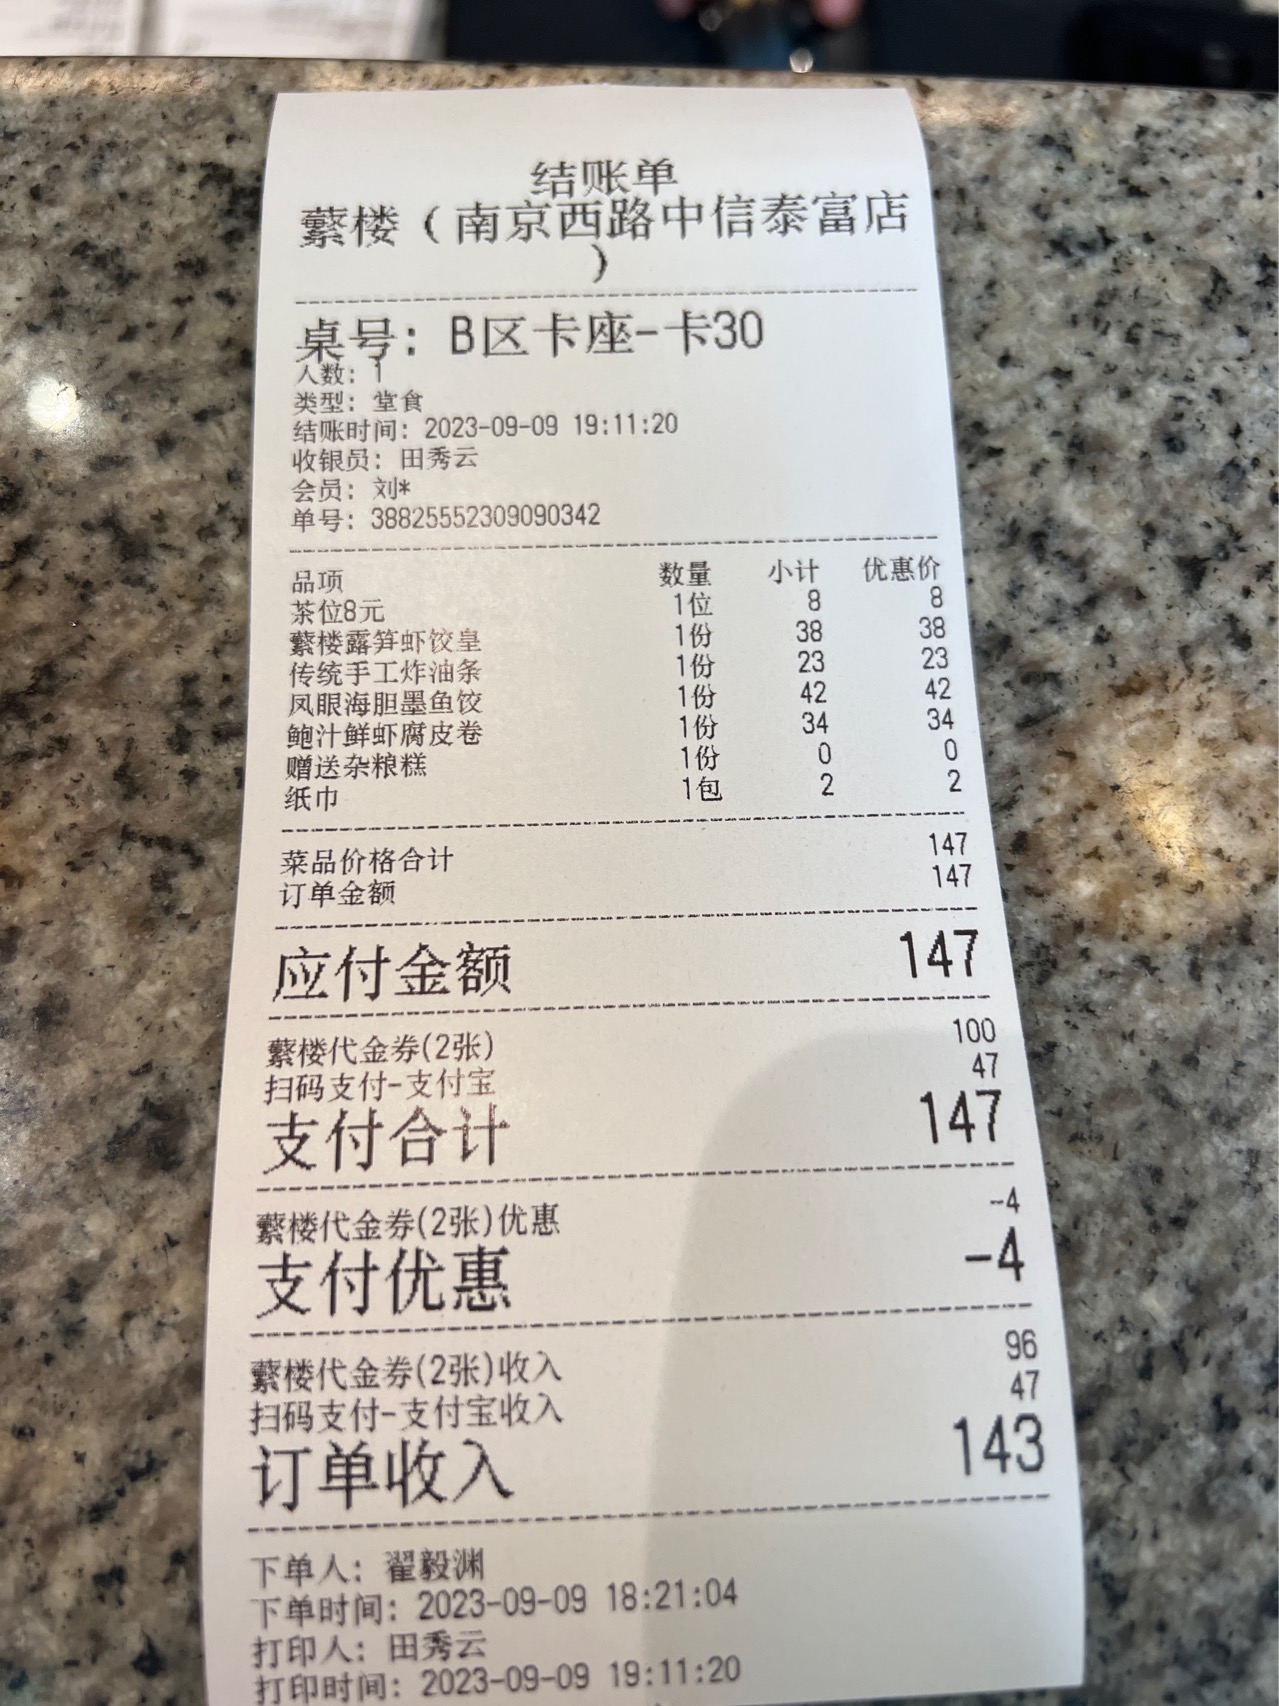 结账单
蘩楼（南京西路中信泰富店
）
桌号：B区卡座-卡30
人数：1
类型：堂食
结账时间：2023-09-09 19:11:20
收银员：田秀云
会员：刘*
单号：38825552309090342
品项 数量 小计 优惠价
茶位8元 1位 8 8
蘩楼露笋虾饺皇 1份 38 38
传统手工炸油条 1份 23 23
凤眼海胆墨鱼饺 1份 42 42
鲍汁鲜虾腐皮卷 1份 34 34
赠送杂粮糕 1份 0 0
纸巾 1包 2 2
菜品价格合计 147
订单金额 147
应付金额 147
蘩楼代金券(2张) 100
扫码支付-支付宝 47
支付合计 147
蘩楼代金券(2张)优惠 -4
支付优惠 -4
蘩楼代金券(2张)收入 96
扫码支付-支付宝收入 47
订单收入 143
下单人：翟毅渊
下单时间：2023-09-09 18:21:04
打印人：田秀云
打印时间：2023-09-09 19:11:20